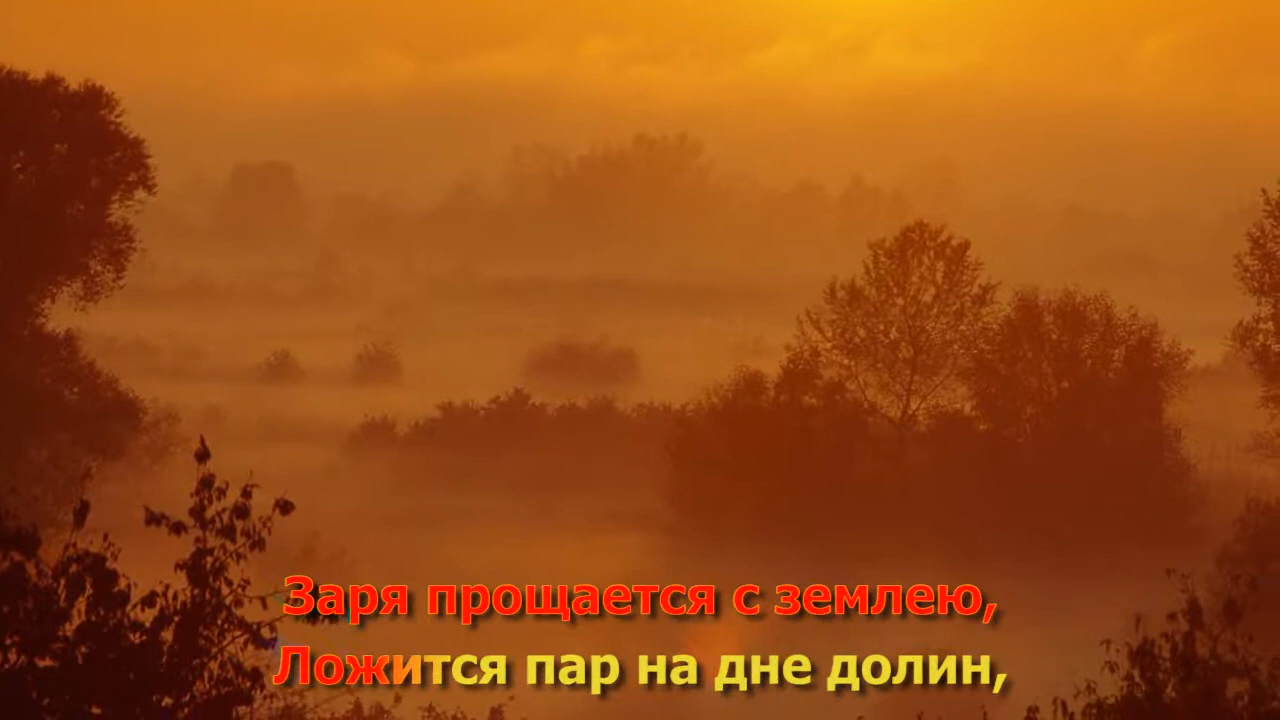 Заря прощается с землею,
Ложится пар на дне долин,